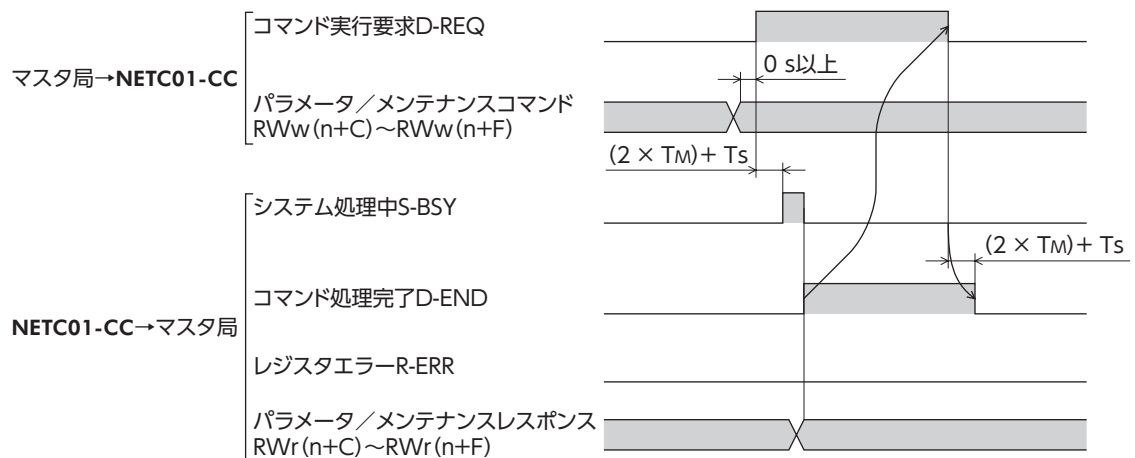 コマンド実行要求D-REQ
マスタ局→NETC01-CC
0 s以上
パラメータ／メンテナンスコマンド
RWw(n+C)～RWw(n+F)
(2 × TM)+ Ts
システム処理中S-BSY
(2 × TM)+ Ts
コマンド処理完了D-END
NETC01-CC→マスタ局
レジスタエラーR-ERR
パラメータ／メンテナンスレスポンス
RWr(n+C)～RWr(n+F)